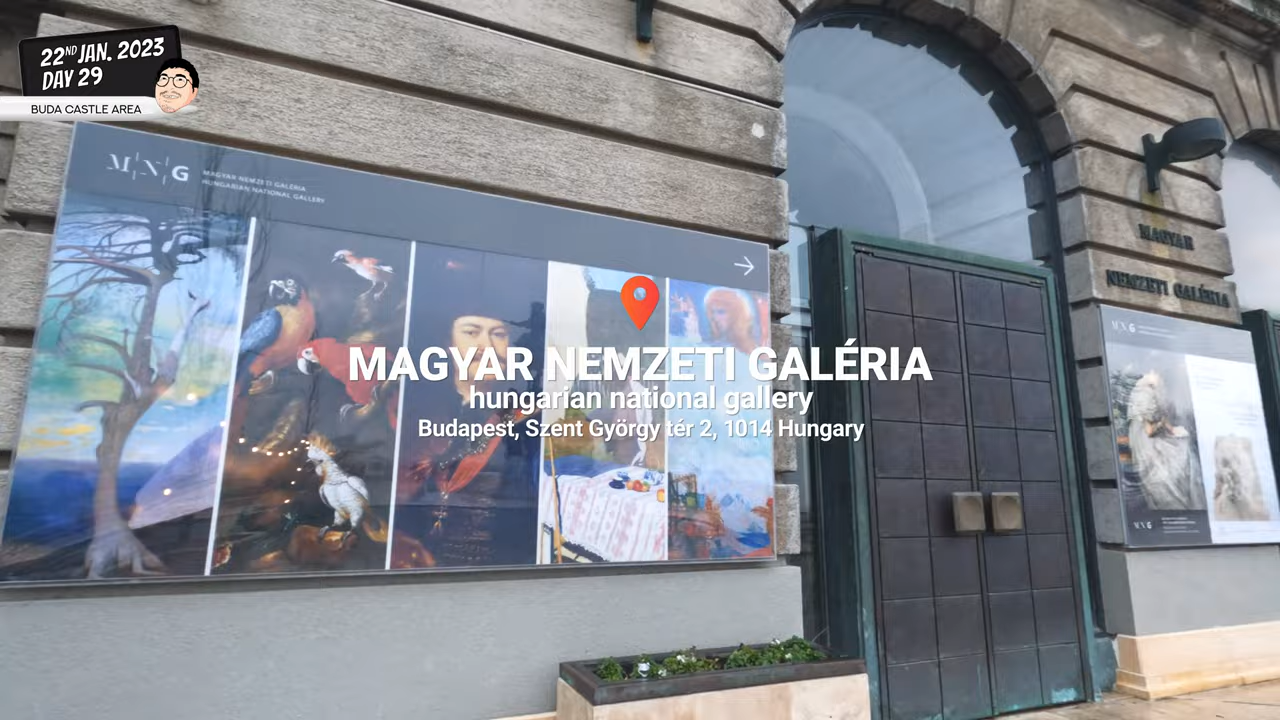 22ND JAN. 2023
DAY 29
BUDA CASTLE AREA
MNG
MAGYAR NEMZETI GALÉRIA
HUNGARIAN NATIONAL GALLERY
MAGYAR
NEMZETI GALÉRIA
MNG
MAGYAR NEMZETI GALÉRIA
hungarian national gallery
Budapest, Szent György tér 2, 1014 Hungary
MNG